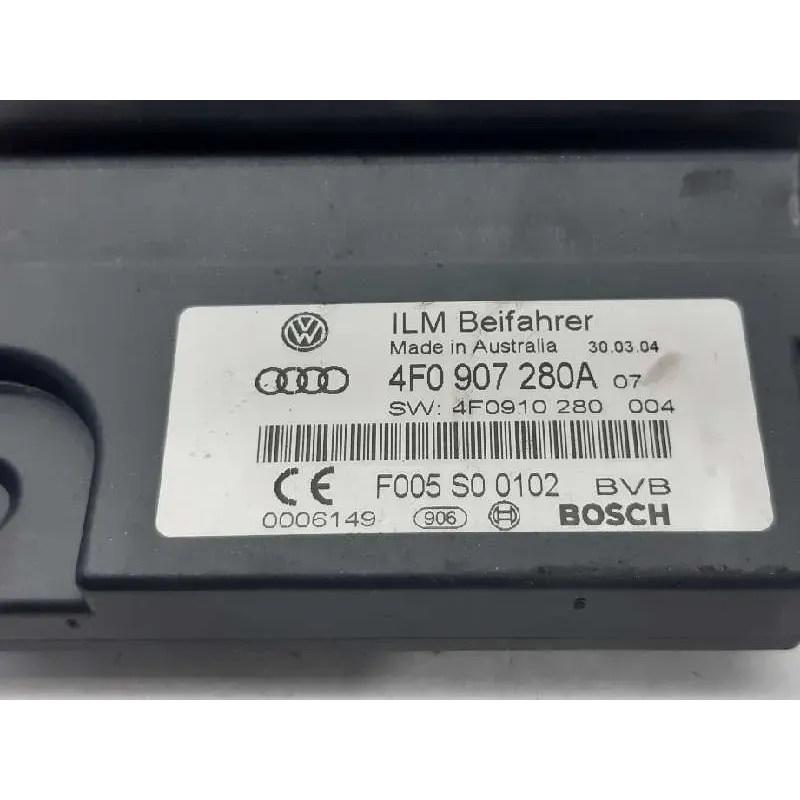 ILM Beifahrer
Made in Australia 30.03.04
4F0 907 280A 07
SW: 4F0910 280 004
CE F005 S0 0102 BVB
0006149 906 BOSCH